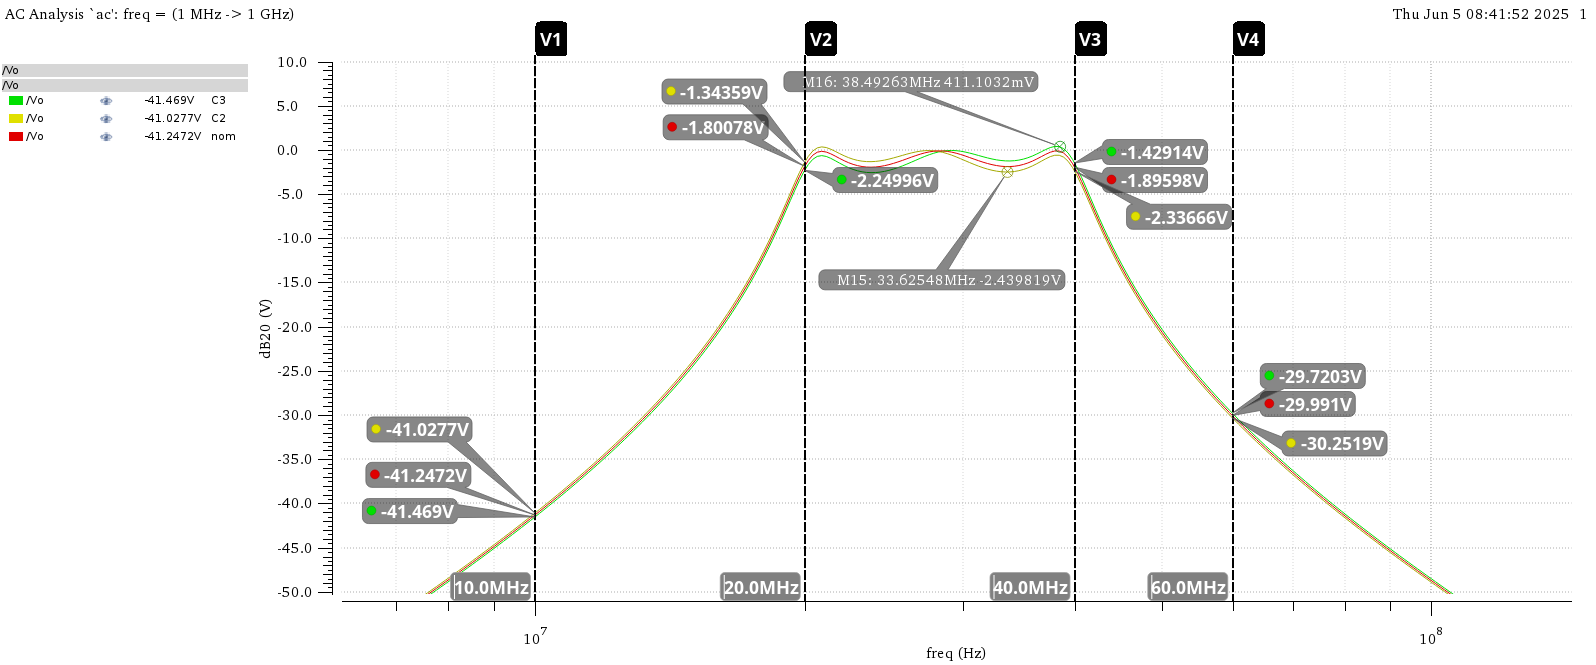 AC Analysis `ac': freq = (1 MHz -> 1 GHz)
Thu Jun 5 08:41:52 2025 1
V1
V2
V3
V4
/Vo
/Vo
/Vo -41.469V C3
/Vo -41.0277V C2
/Vo -41.2472V nom
dB20 (V)
10.0
5.0
0.0
-5.0
-10.0
-15.0
-20.0
-25.0
-30.0
-35.0
-40.0
-45.0
-50.0
M16: 38.49263MHz 411.1032mV
-1.34359V
-1.80078V
-2.24996V
-1.42914V
-1.89598V
-2.33666V
M15: 33.62548MHz -2.439819V
-29.7203V
-29.991V
-30.2519V
-41.0277V
-41.2472V
-41.469V
10.0MHz
20.0MHz
40.0MHz
60.0MHz
10^7
10^8
freq (Hz)